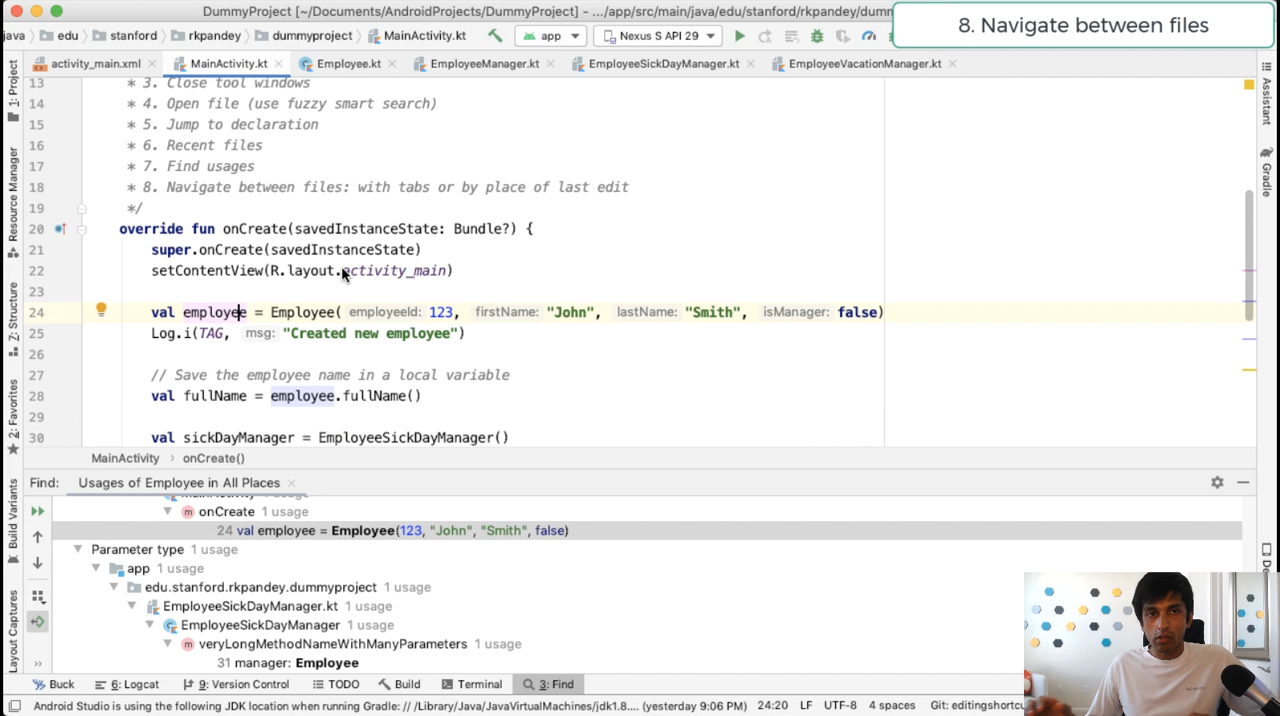 DummyProject [~/Documents/AndroidProjects/DummyProject] - .../app/src/main/java/edu/stanford/rkpandey/dumm
8. Navigate between files
java edu stanford rkpandey dummyproject MainActivity.kt app Nexus S API 29
activity_main.xml MainActivity.kt Employee.kt EmployeeManager.kt EmployeeSickDayManager.kt EmployeeVacationManager.kt
13 * 3. Close tool windows
14 * 4. Open file (use fuzzy smart search)
15 * 5. Jump to declaration
16 * 6. Recent files
17 * 7. Find usages
18 * 8. Navigate between files: with tabs or by place of last edit
19 */
20 override fun onCreate(savedInstanceState: Bundle?) {
21 super.onCreate(savedInstanceState)
22 setContentView(R.layout.activity_main)
23
24 val employee = Employee( employeeId: 123, firstName: "John", lastName: "Smith", isManager: false)
25 Log.i(TAG, msg: "Created new employee")
26
27 // Save the employee name in a local variable
28 val fullName = employee.fullName()
29
30 val sickDayManager = EmployeeSickDayManager()
MainActivity onCreate()
Find: Usages of Employee in All Places
onCreate 1 usage
24 val employee = Employee(123, "John", "Smith", false)
Parameter type 1 usage
app 1 usage
edu.stanford.rkpandey.dummyproject 1 usage
EmployeeSickDayManager.kt 1 usage
EmployeeSickDayManager 1 usage
veryLongMethodNameWithManyParameters 1 usage
31 manager: Employee
Buck 6: Logcat 9: Version Control TODO Build Terminal 3: Find
Android Studio is using the following JDK location when running Gradle: // /Library/Java/JavaVirtualMachines/jdk1.8.... (yesterday 9:06 PM) 24:20 LF UTF-8 4 spaces Git: editingshortcu
1: Project
Resource Manager
7: Structure
2: Favorites
Build Variants
Layout Captures
Assistant
Gradle